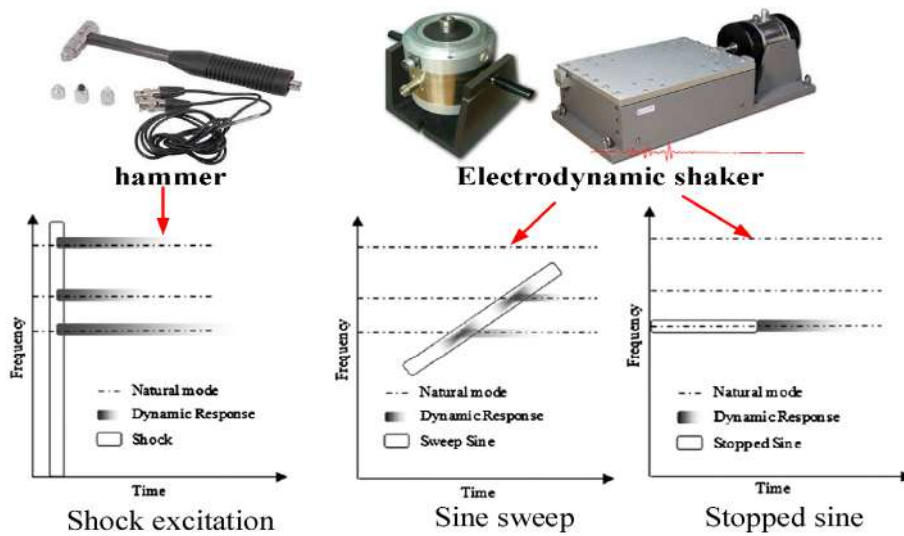 hammer
Electrodynamic shaker
Frequency
Natural mode
Dynamic Response
Shock
Time
Shock excitation
Frequency
Natural mode
Dynamic Response
Sweep Sine
Time
Sine sweep
Frequency
Natural mode
Dynamic Response
Stopped Sine
Time
Stopped sine